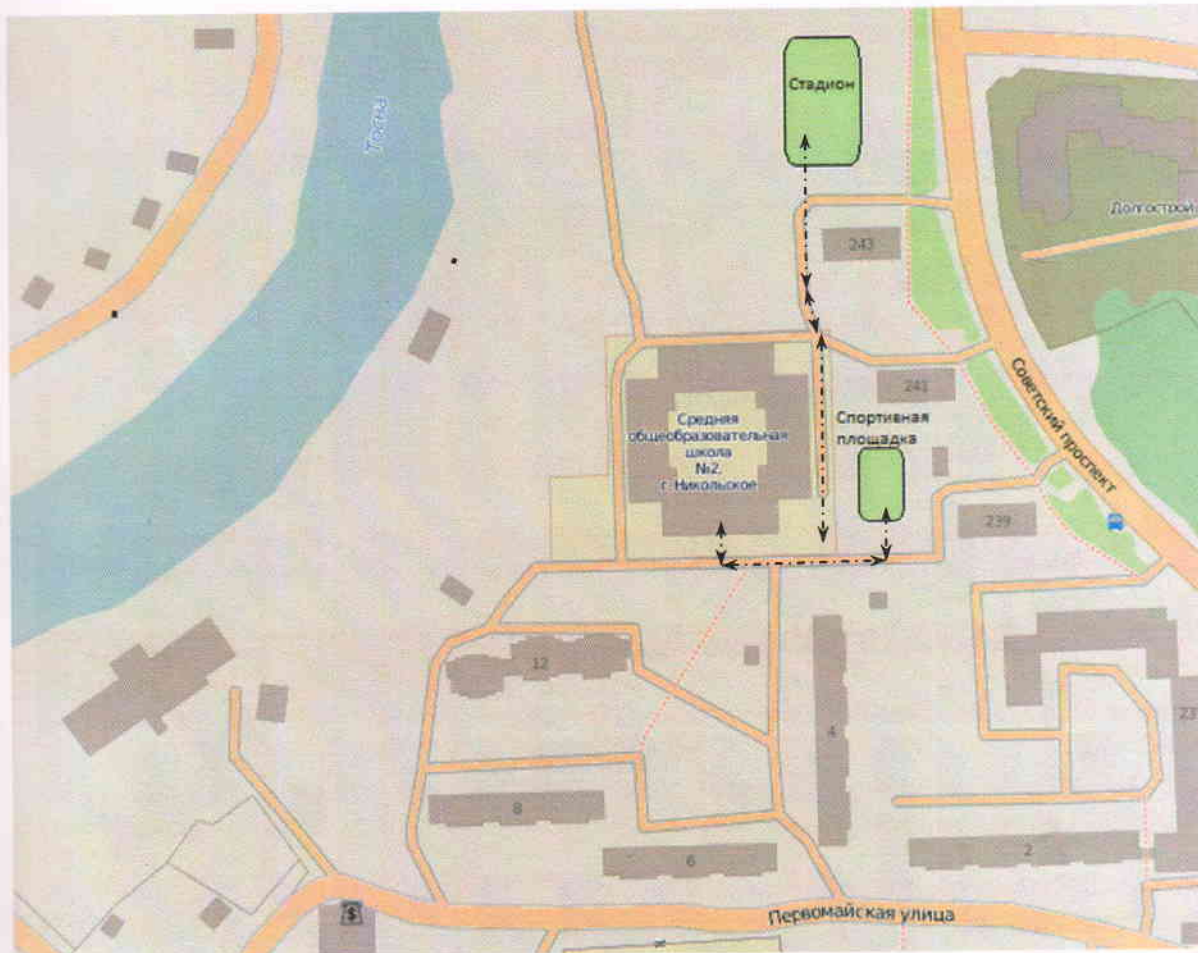 Стадион
Тосна
243
Долгострой
241
Советский проспект
Средняя
общеобразовательная
школа
№2,
г. Никольское
Спортивная
площадка
239
12
4
23
8
6
2
$
Первомайская улица